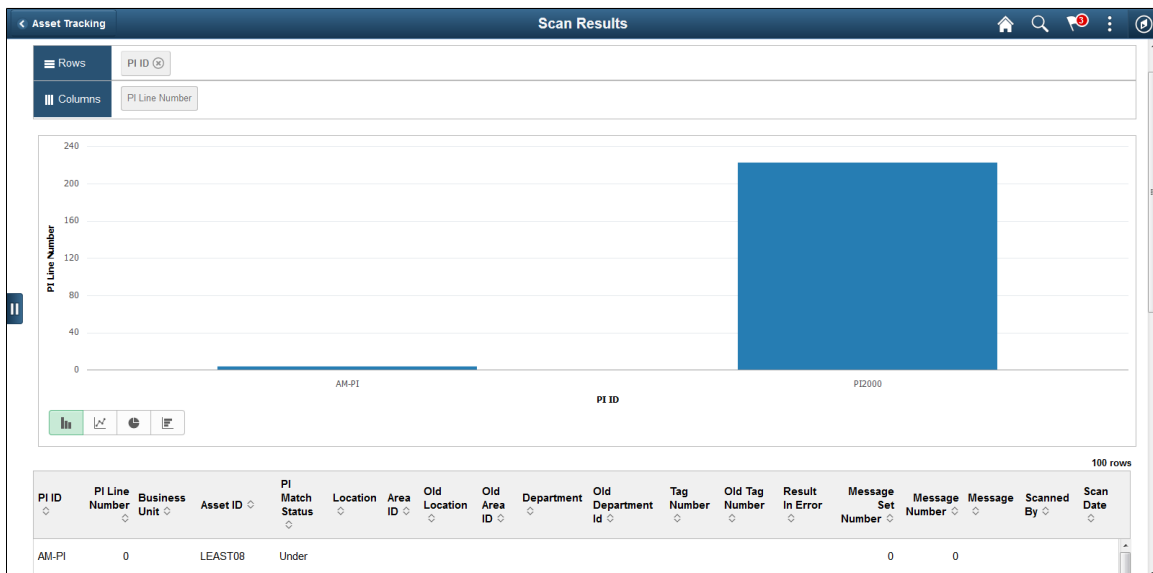 Asset Tracking
Scan Results
3
Rows
PI ID
Columns
PI Line Number
240
200
160
120
80
40
0
PI Line Number
AM-PI
PI2000
PI ID
100 rows
PI ID
PI Line Number
Business Unit
Asset ID
PI Match Status
Location
Area ID
Old Location
Old Area ID
Department
Old Department Id
Tag Number
Old Tag Number
Result In Error
Message Set Number
Message Number
Message
Scanned By
Scan Date
AM-PI 0 LEAST08 Under 0 0